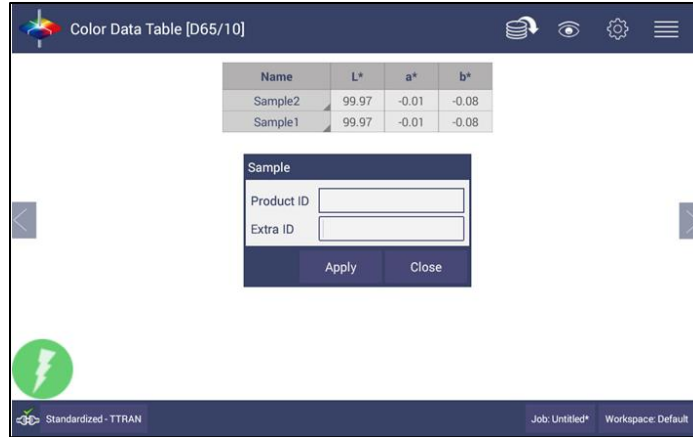 Color Data Table [D65/10]
Name L* a* b*
Sample2 99.97 -0.01 -0.08
Sample1 99.97 -0.01 -0.08
Sample
Product ID
Extra ID
Apply Close
Standardized - TTRAN Job: Untitled* Workspace: Default